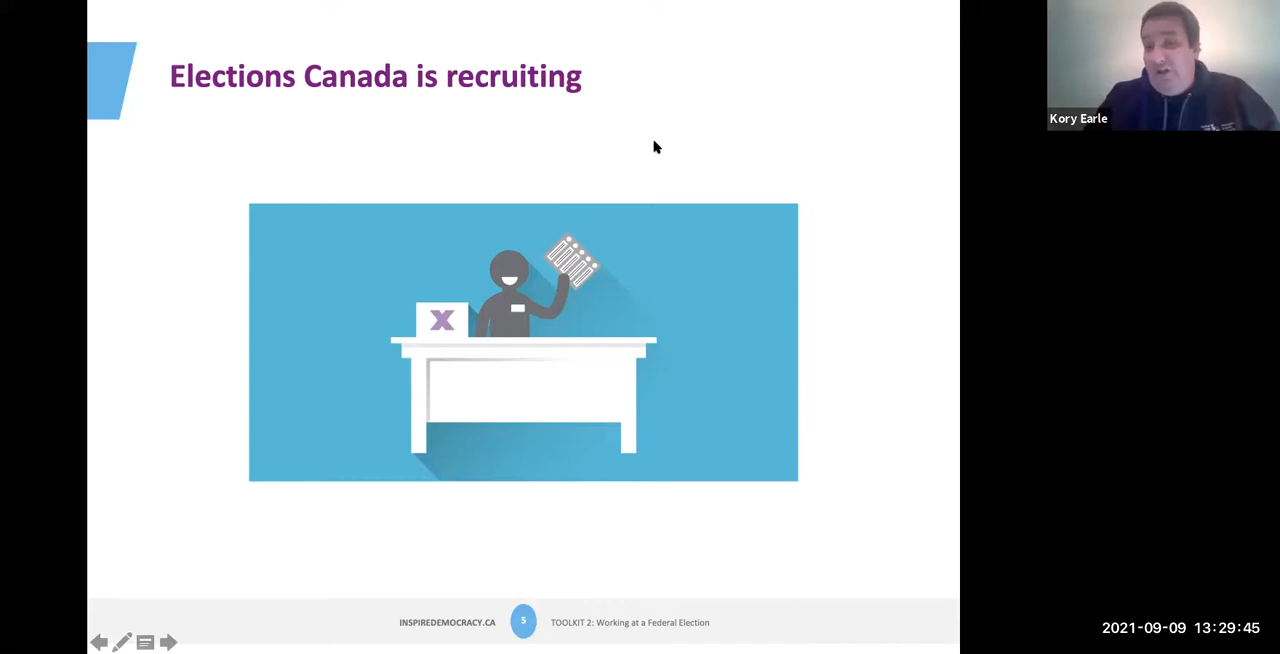 Elections Canada is recruiting
Kory Earle
X
INSPIREDEMOCRACY.CA
5
TOOLKIT 2: Working at a Federal Election
2021-09-09 13:29:45